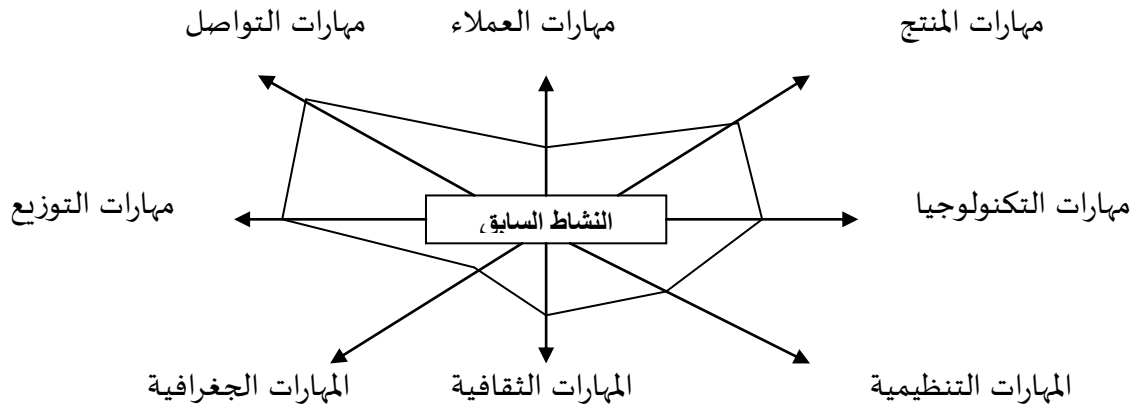 مهارات المنتج
مهارات العملاء
مهارات التواصل
مهارات التكنولوجيا
النشاط السابق
مهارات التوزيع
المهارات التنظيمية
المهارات الثقافية
المهارات الجغرافية